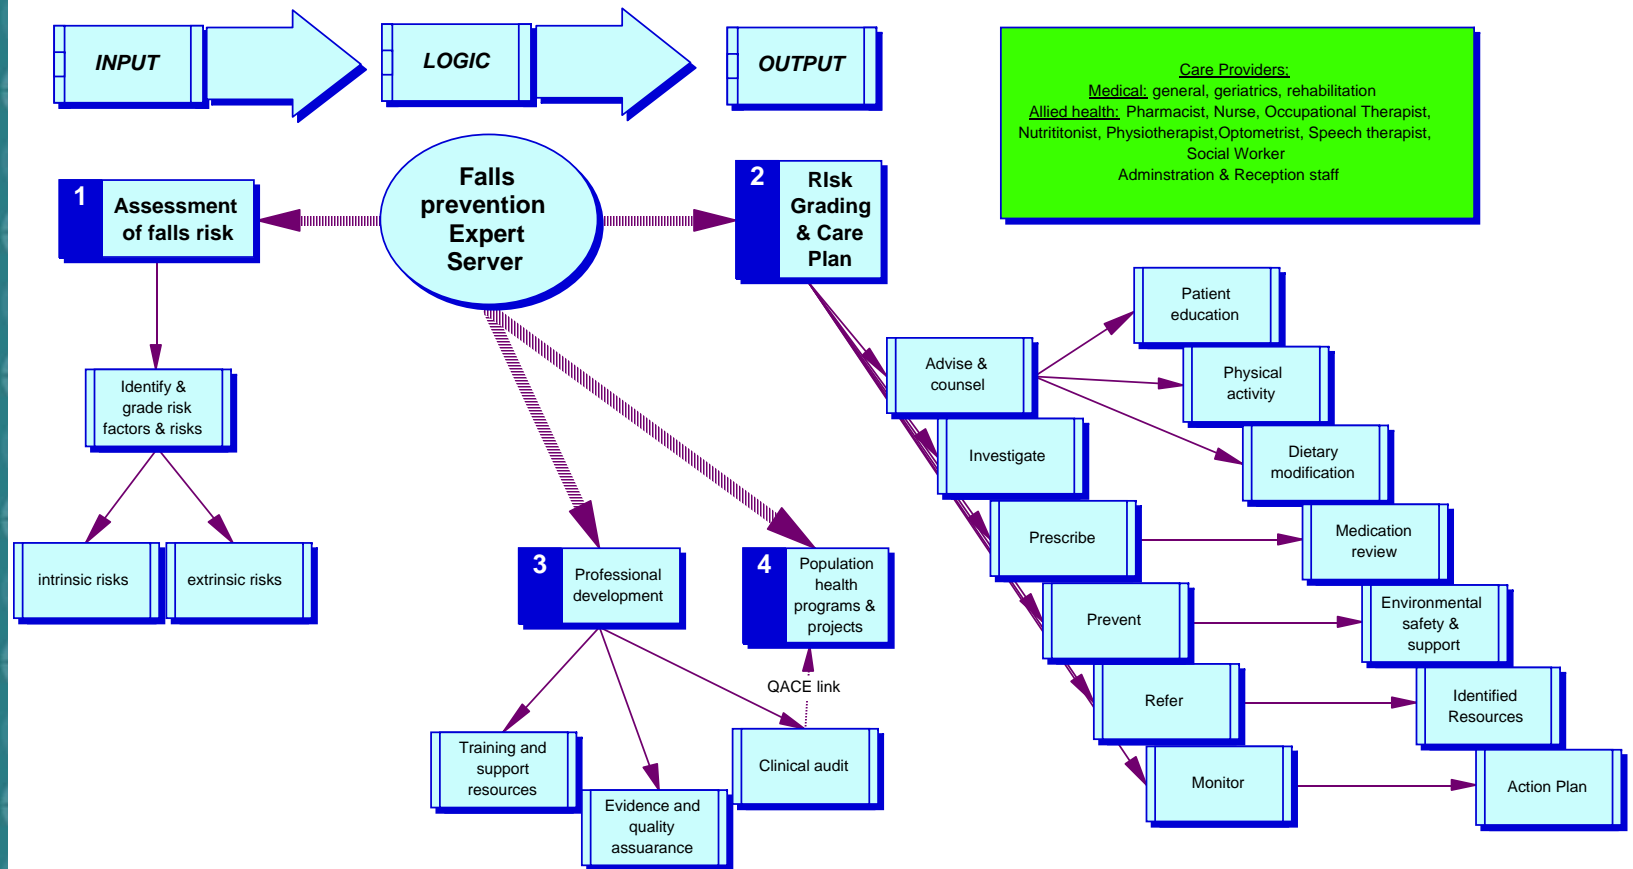 INPUT
LOGIC
OUTPUT
Care Providers;
Medical: general, geriatrics, rehabilitation
Allied health: Pharmacist, Nurse, Occupational Therapist,
Nutrititonist, Physiotherapist,Optometrist, Speech therapist,
Social Worker
Adminstration & Reception staff
1
Assessment
of falls risk
Falls
prevention
Expert
Server
2
RIsk
Grading
& Care
Plan
Identify &
grade risk
factors & risks
intrinsic risks
extrinsic risks
3
Professional
development
4
Population
health
programs &
projects
QACE link
Training and
support
resources
Evidence and
quality
assuarance
Clinical audit
Advise &
counsel
Investigate
Prescribe
Prevent
Refer
Monitor
Patient
education
Physical
activity
Dietary
modification
Medication
review
Environmental
safety &
support
Identified
Resources
Action Plan